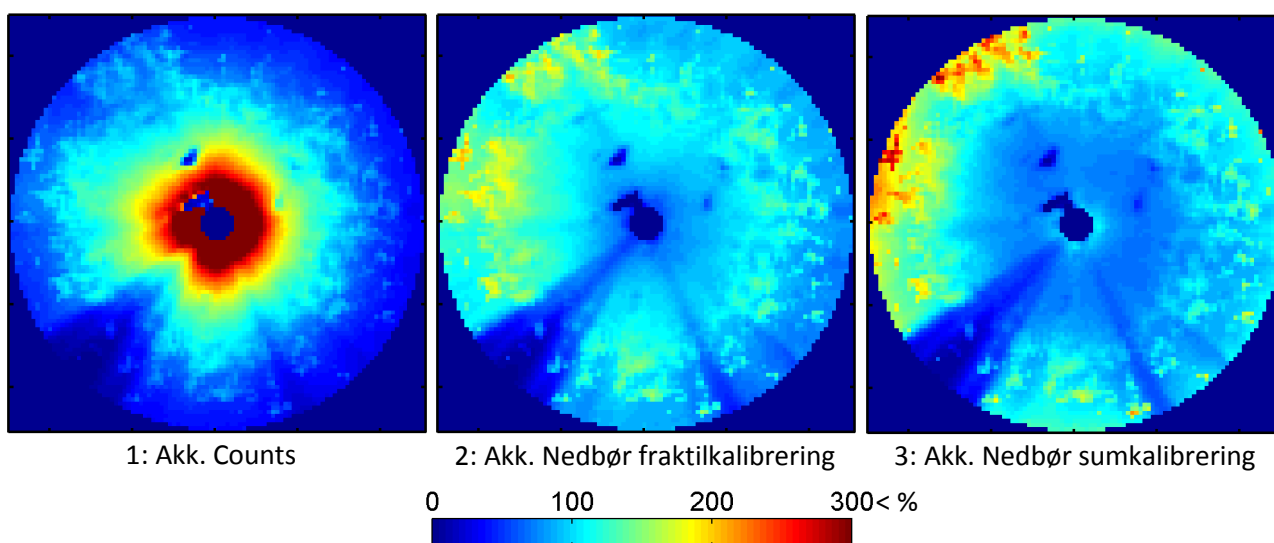 1: Akk. Counts
2: Akk. Nedbør fraktilkalibrering
3: Akk. Nedbør sumkalibrering
0 100 200 300< %